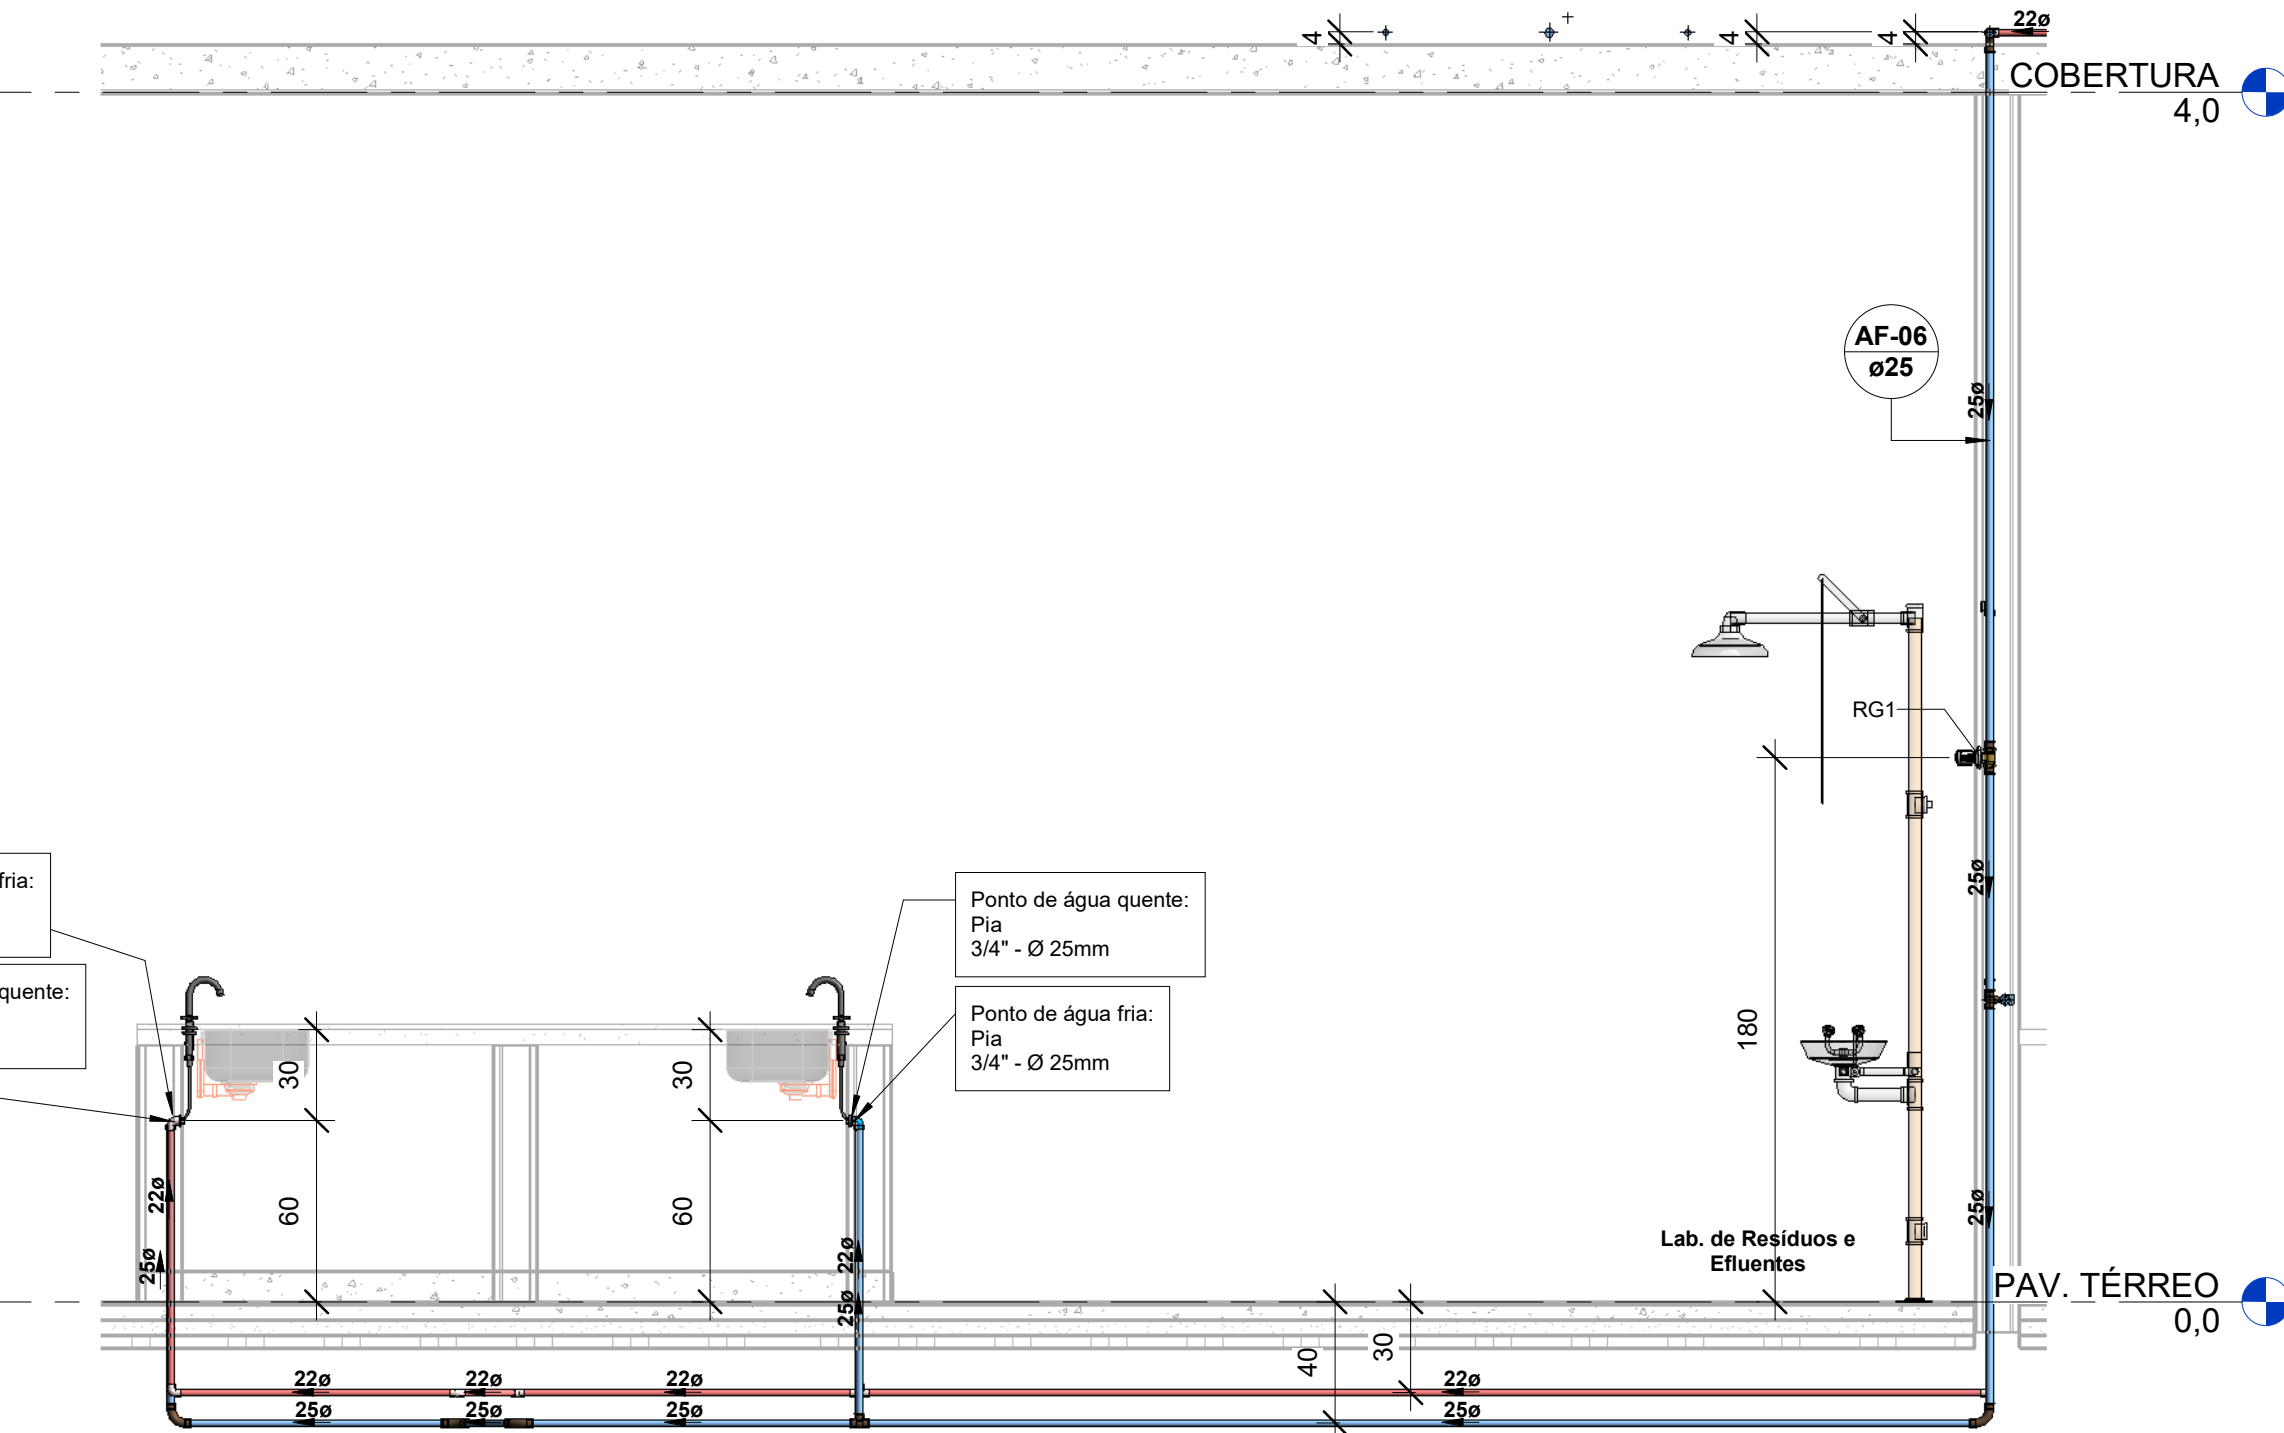 4
4
4
22ø
COBERTURA
4,0
AF-06
ø25
25ø
RG1
25ø
180
fria:
quente:
Ponto de água quente:
Pia
3/4" - Ø 25mm
Ponto de água fria:
Pia
3/4" - Ø 25mm
30
30
60
60
22ø
25ø
22ø
25ø
25ø
Lab. de Resíduos e
Efluentes
PAV. TÉRREO
0,0
40
30
22ø
22ø
22ø
22ø
25ø
25ø
25ø
25ø